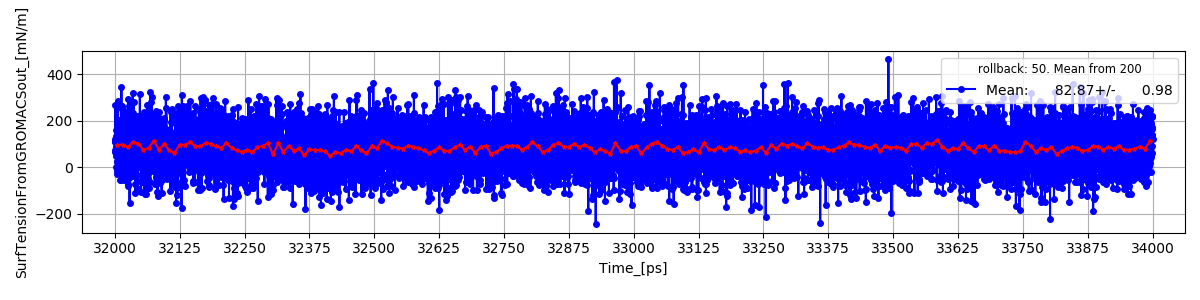 SurfTensionFromGROMACSout_[mN/m]
400
200
0
−200
rollback: 50. Mean from 200
Mean: 82.87+/- 0.98
32000 32125 32250 32375 32500 32625 32750 32875 33000 33125 33250 33375 33500 33625 33750 33875 34000
Time_[ps]